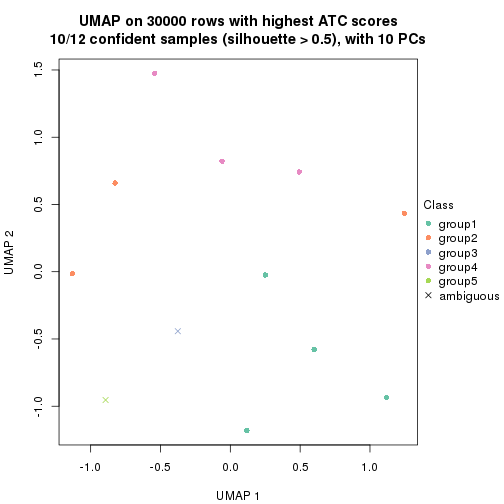 UMAP on 30000 rows with highest ATC scores
10/12 confident samples (silhouette > 0.5), with 10 PCs
1.5
1.0
0.5
0.0
-0.5
-1.0
UMAP 2
-1.0
-0.5
0.0
0.5
1.0
UMAP 1
Class
group1
group2
group3
group4
group5
ambiguous